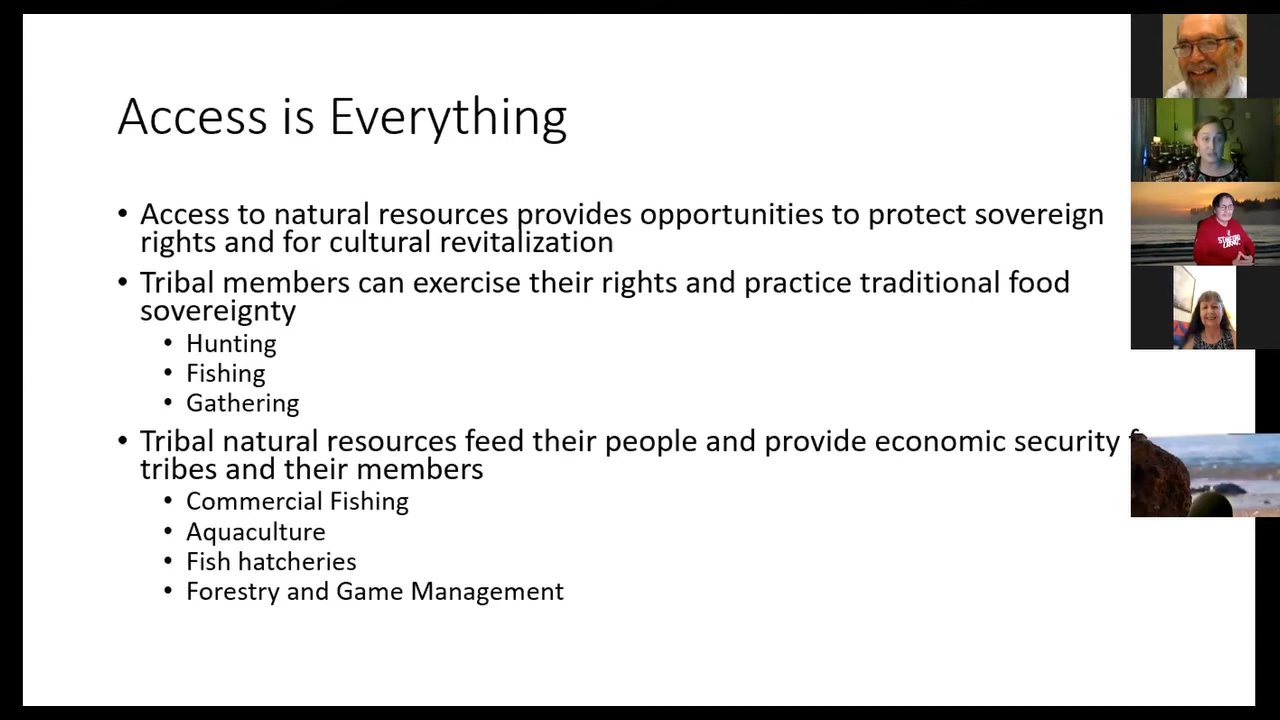 Access is Everything
• Access to natural resources provides opportunities to protect sovereign
rights and for cultural revitalization
• Tribal members can exercise their rights and practice traditional food
sovereignty
• Hunting
• Fishing
• Gathering
• Tribal natural resources feed their people and provide economic security
tribes and their members
• Commercial Fishing
• Aquaculture
• Fish hatcheries
• Forestry and Game Management